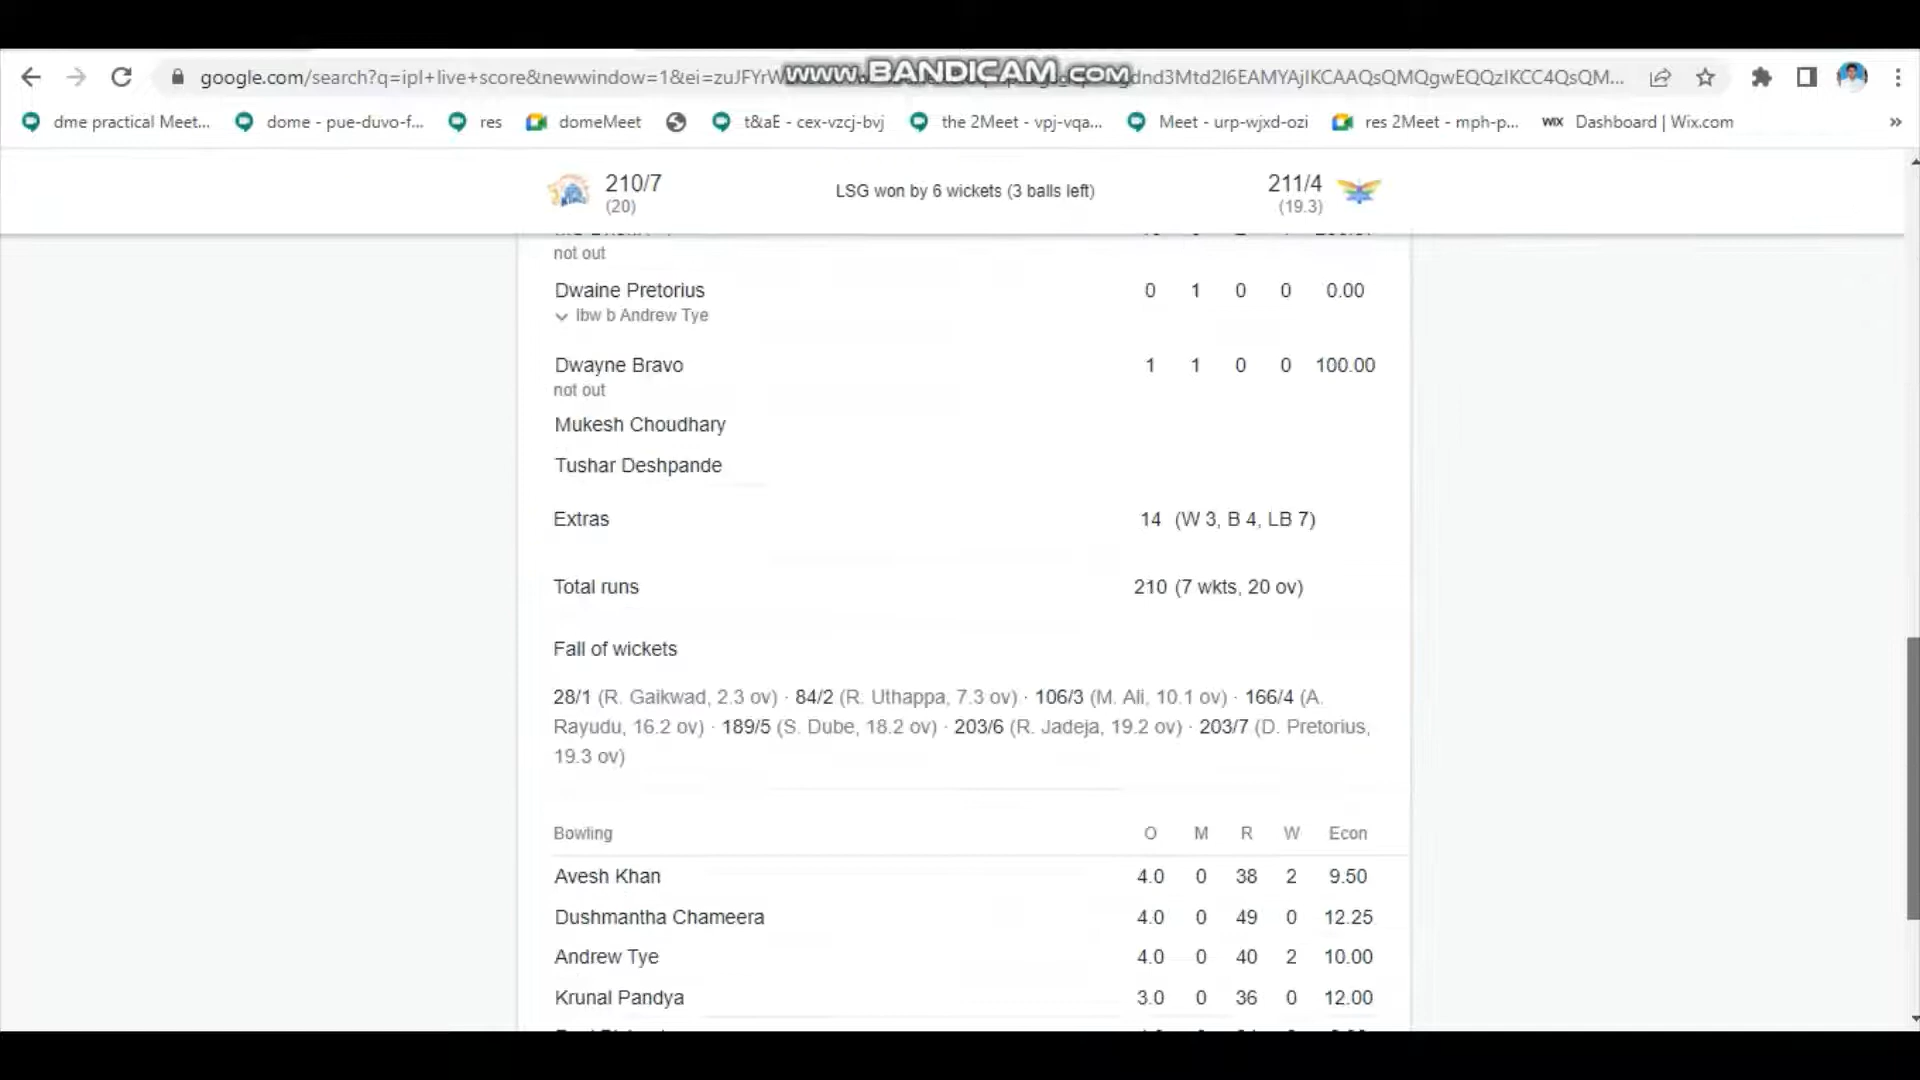 google.com/search?q=ipl+live+score&newwindow=1&ei=zuJFYrW
www.BANDICAM.com
dme practical Meet... dome - pue-duvo-f... res domeMeet t&aE - cex-vzcj-bvj the 2Meet - vpj-vqa... Meet - urp-wjxd-ozi res 2Meet - mph-p... WIX Dashboard | Wix.com »
210/7 LSG won by 6 wickets (3 balls left) 211/4
(20) (19.3)
not out
Dwaine Pretorius 0 1 0 0 0.00
lbw b Andrew Tye
Dwayne Bravo 1 1 0 0 100.00
not out
Mukesh Choudhary
Tushar Deshpande
Extras 14 (W 3, B 4, LB 7)
Total runs 210 (7 wkts, 20 ov)
Fall of wickets
28/1 (R. Gaikwad, 2.3 ov) · 84/2 (R. Uthappa, 7.3 ov) · 106/3 (M. Ali, 10.1 ov) · 166/4 (A.
Rayudu, 16.2 ov) · 189/5 (S. Dube, 18.2 ov) · 203/6 (R. Jadeja, 19.2 ov) · 203/7 (D. Pretorius,
19.3 ov)
Bowling O M R W Econ
Avesh Khan 4.0 0 38 2 9.50
Dushmantha Chameera 4.0 0 49 0 12.25
Andrew Tye 4.0 0 40 2 10.00
Krunal Pandya 3.0 0 36 0 12.00